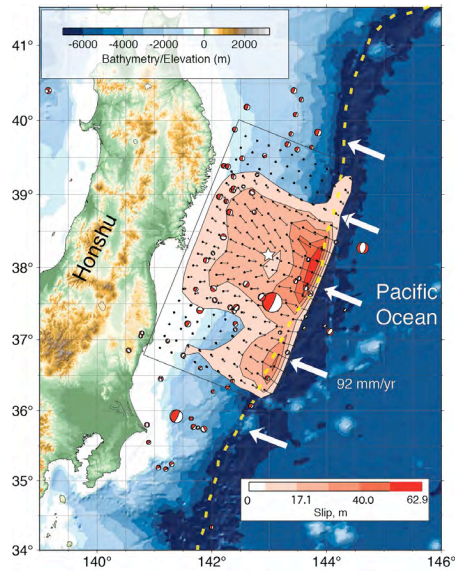 41°
40°
39°
38°
37°
36°
35°
34°
-6000 -4000 -2000 0 2000
Bathymetry/Elevation (m)
Honshu
Pacific
Ocean
92 mm/yr
0 17.1 40.0 62.9
Slip, m
140° 142° 144° 146°